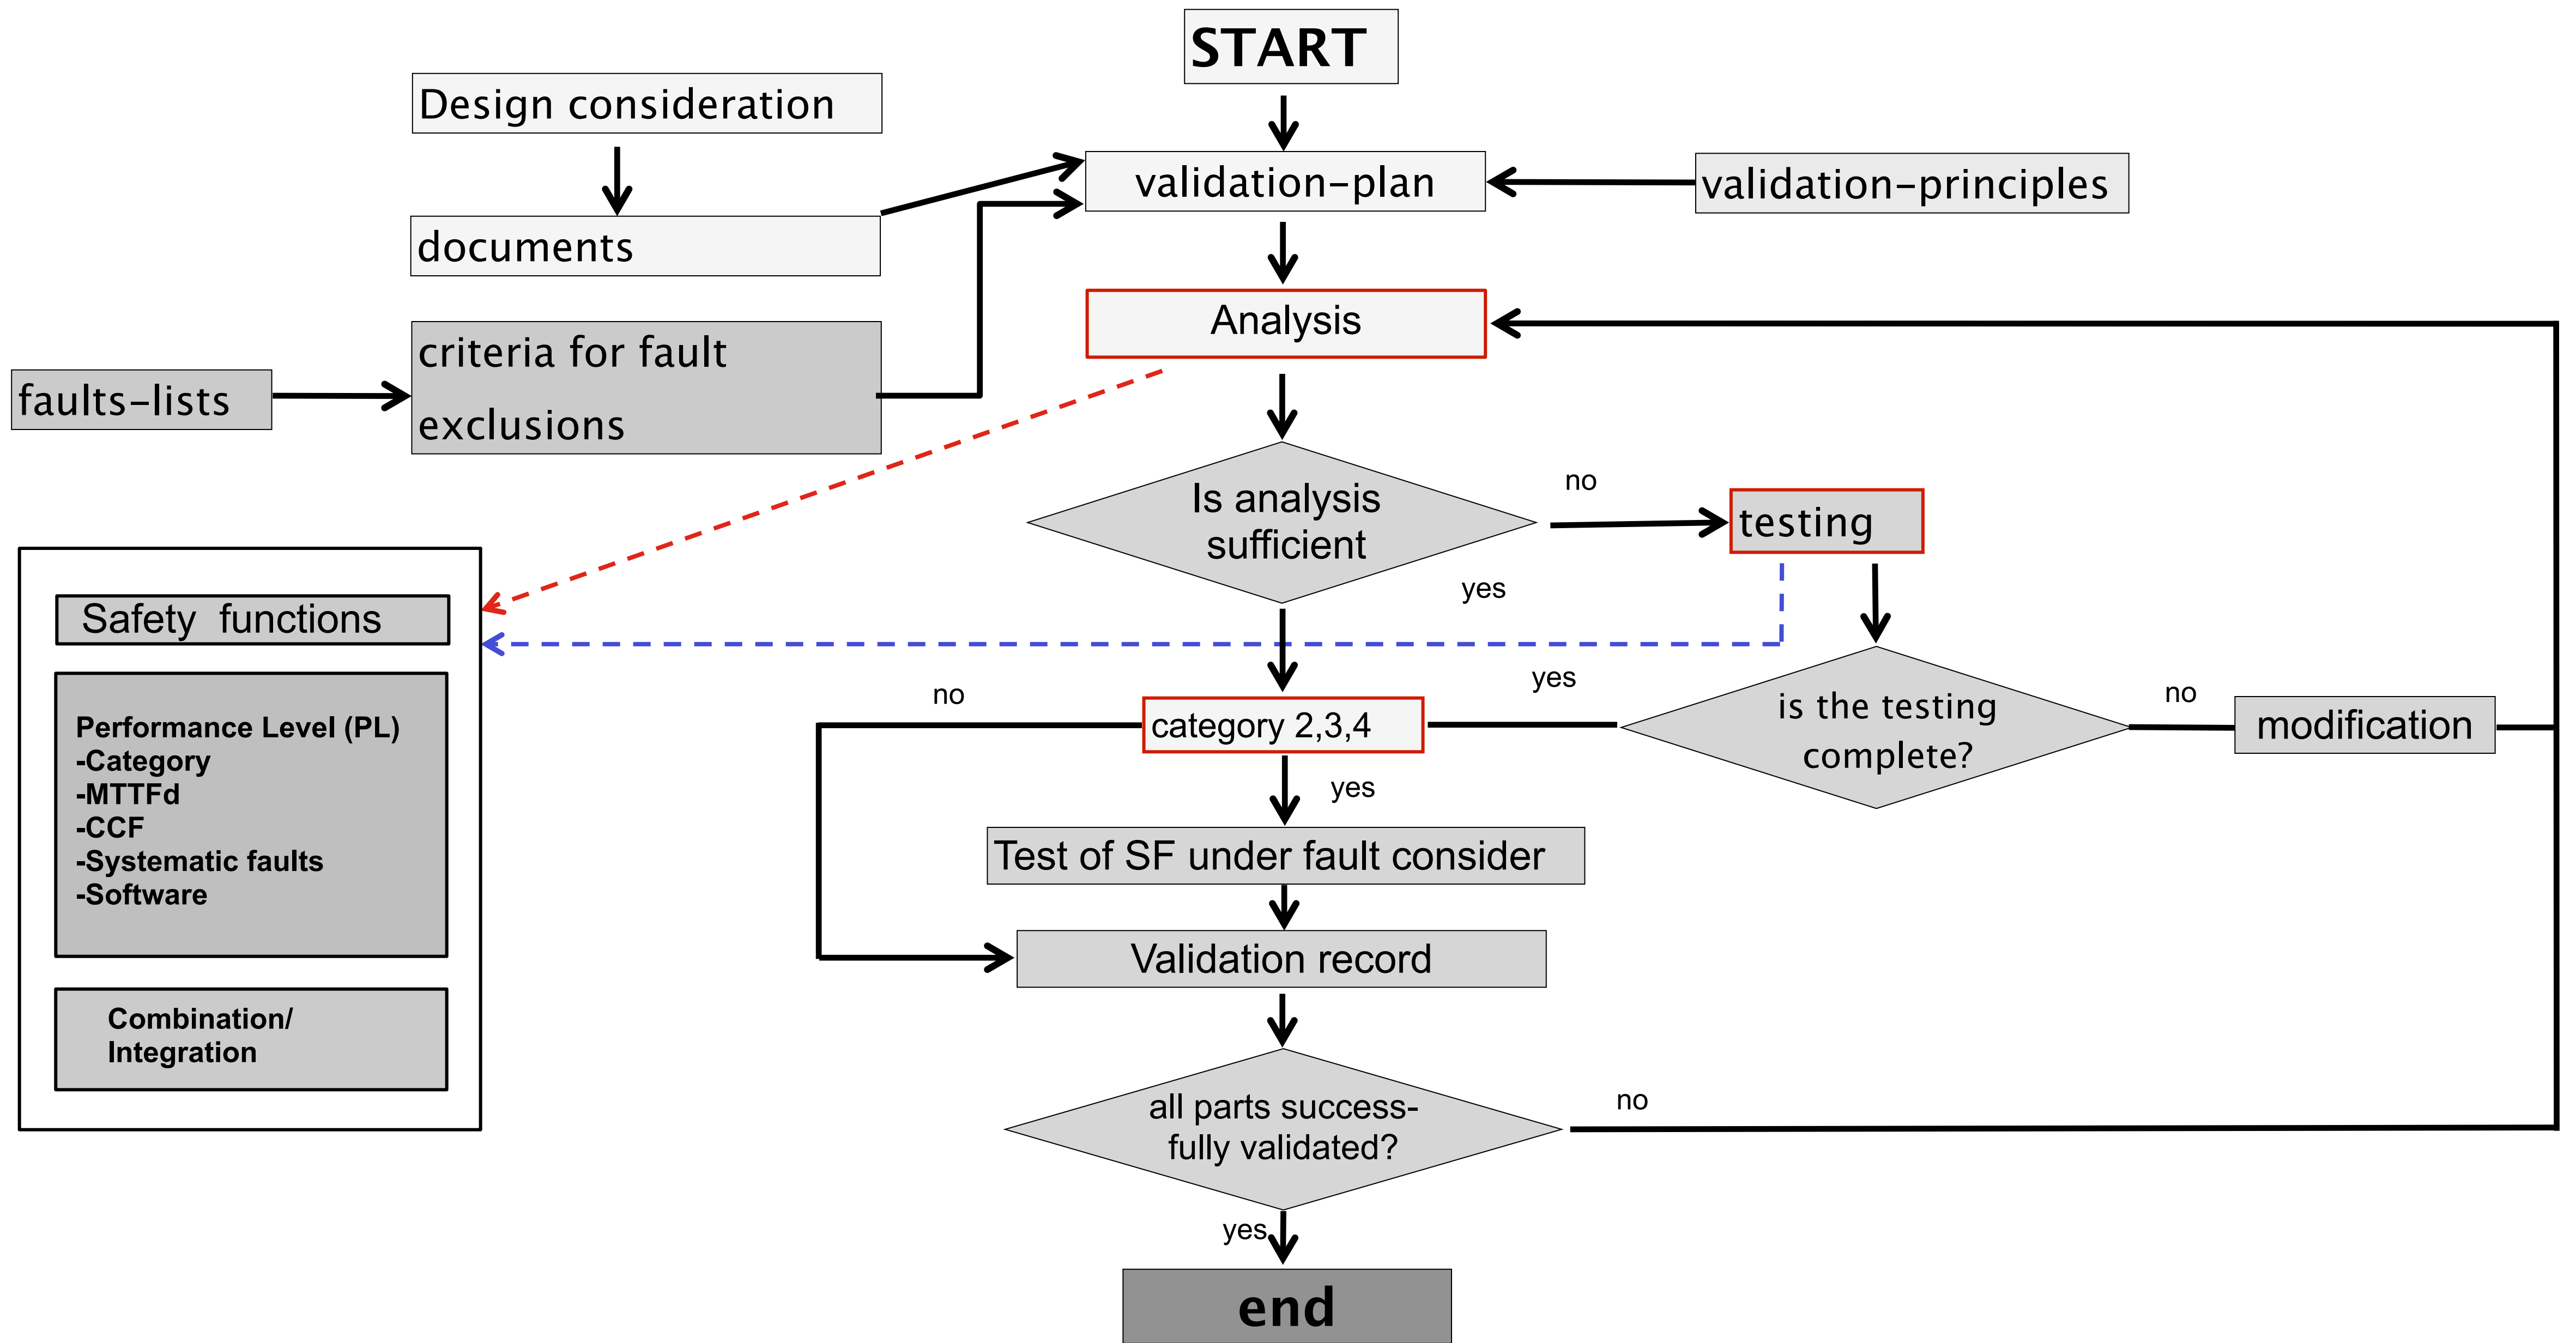 START
Design consideration
validation-plan
validation-principles
documents
Analysis
criteria for fault
exclusions
faults-lists
Is analysis
sufficient
no
testing
yes
Safety functions
Performance Level (PL)
-Category
-MTTFd
-CCF
-Systematic faults
-Software
Combination/
Integration
no
category 2,3,4
yes
is the testing
complete?
no
modification
yes
Test of SF under fault consider
Validation record
all parts success-
fully validated?
no
yes
end